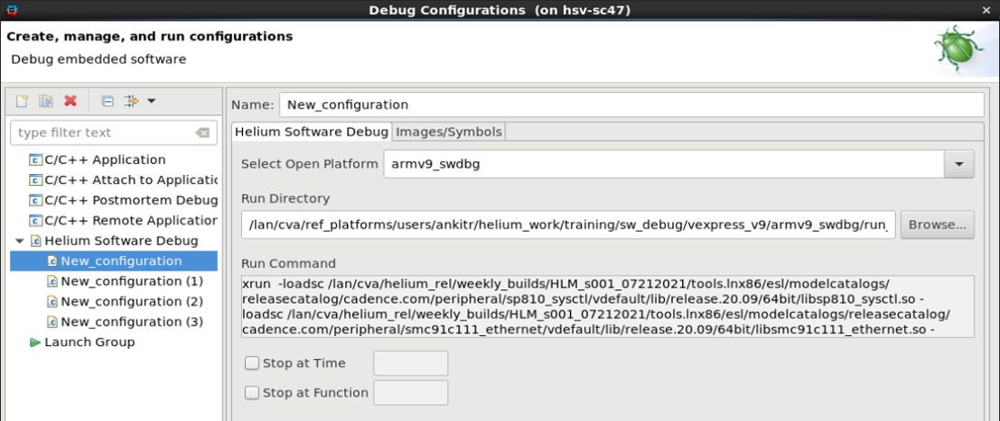 Debug Configurations (on hsv-sc47)
Create, manage, and run configurations
Debug embedded software
type filter text
C/C++ Application
C/C++ Attach to Applicatic
C/C++ Postmortem Debug
C/C++ Remote Application
Helium Software Debug
New_configuration
New_configuration (1)
New_configuration (2)
New_configuration (3)
Launch Group
Name: New_configuration
Helium Software Debug Images/Symbols
Select Open Platform armv9_swdbg
Run Directory
/lan/cva/ref_platforms/users/ankitr/helium_work/training/sw_debug/vexpress_v9/armv9_swdbg/run_ Browse...
Run Command
xrun -loadsc /lan/cva/helium_rel/weekly_builds/HLM_s001_07212021/tools.lnx86/esl/modelcatalogs/
releasecatalog/cadence.com/peripheral/sp810_sysctl/vdefault/lib/release.20.09/64bit/libsp810_sysctl.so -
loadsc /lan/cva/helium_rel/weekly_builds/HLM_s001_07212021/tools.lnx86/esl/modelcatalogs/releasecatalog/
cadence.com/peripheral/smc91c111_ethernet/vdefault/lib/release.20.09/64bit/libsmc91c111_ethernet.so -
Stop at Time
Stop at Function